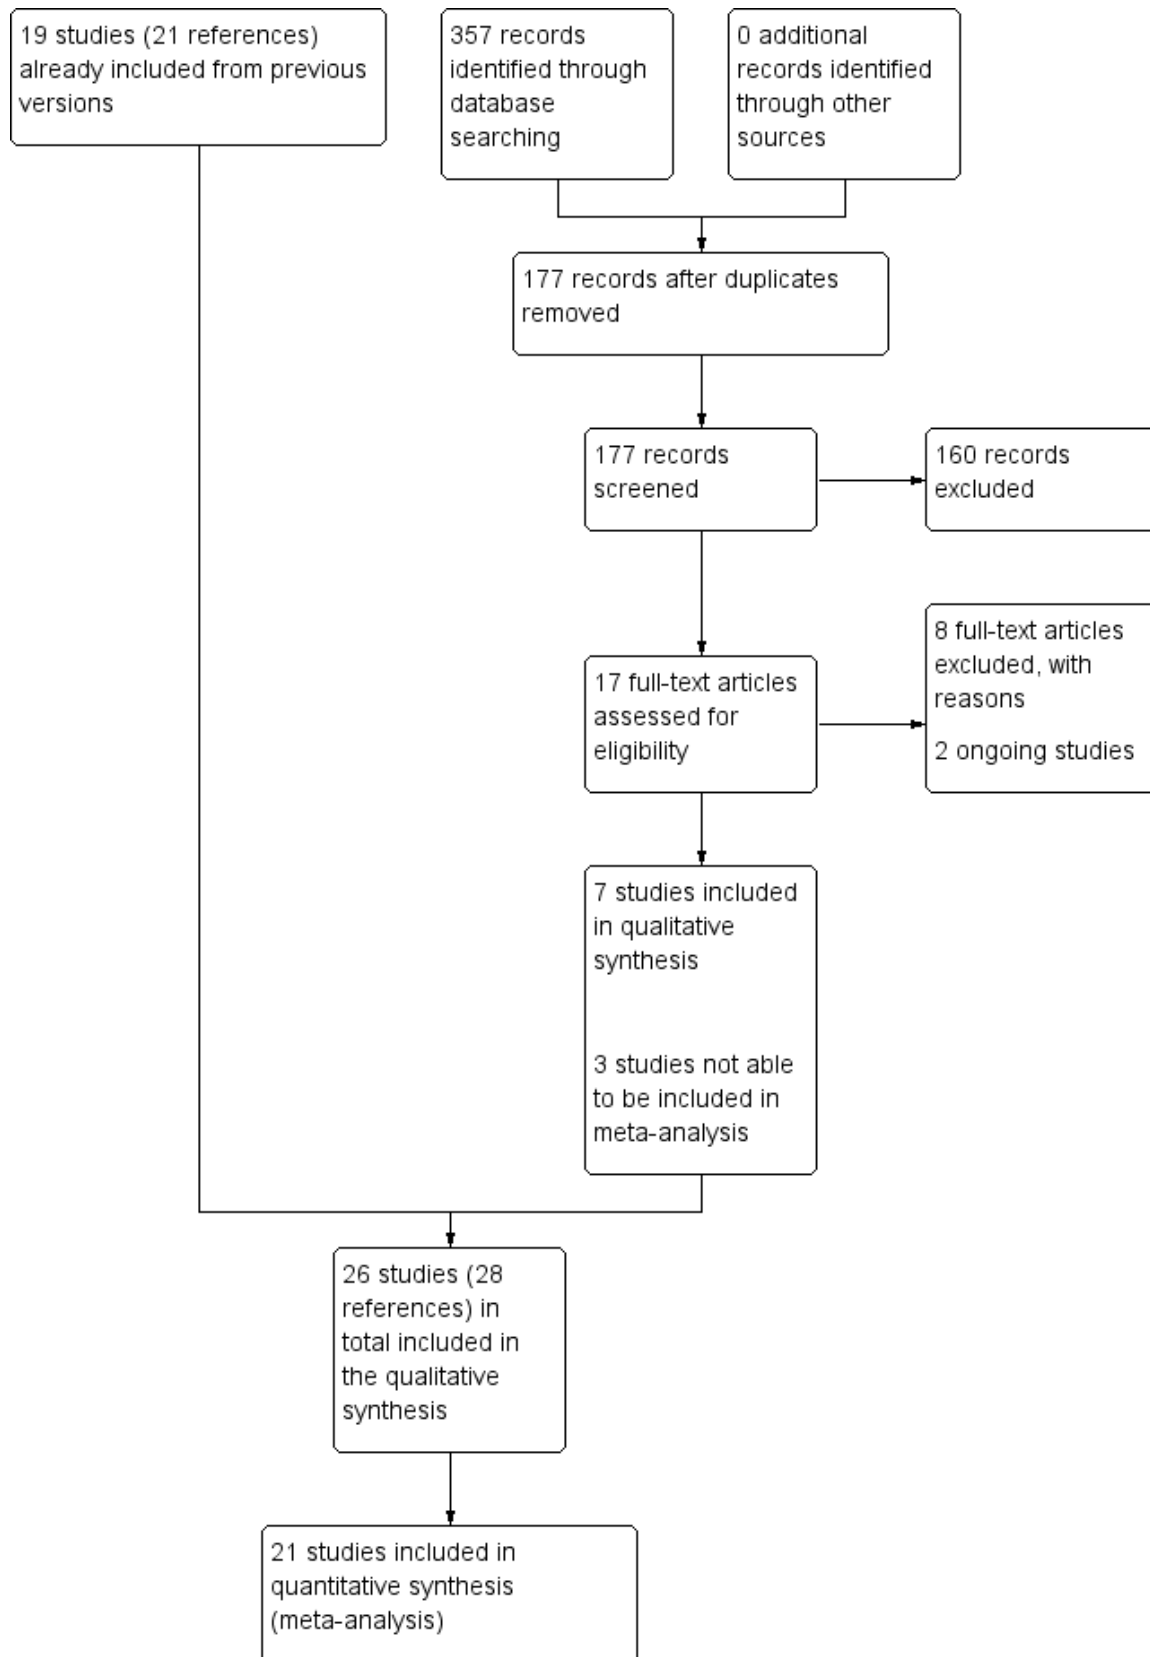 19 studies (21 references)
already included from previous
versions
357 records
identified through
database
searching
0 additional
records identified
through other
sources
177 records after duplicates
removed
177 records
screened
160 records
excluded
17 full-text articles
assessed for
eligibility
8 full-text articles
excluded, with
reasons
2 ongoing studies
7 studies included
in qualitative
synthesis
3 studies not able
to be included in
meta-analysis
26 studies (28
references) in
total included in
the qualitative
synthesis
21 studies included in
quantitative synthesis
(meta-analysis)